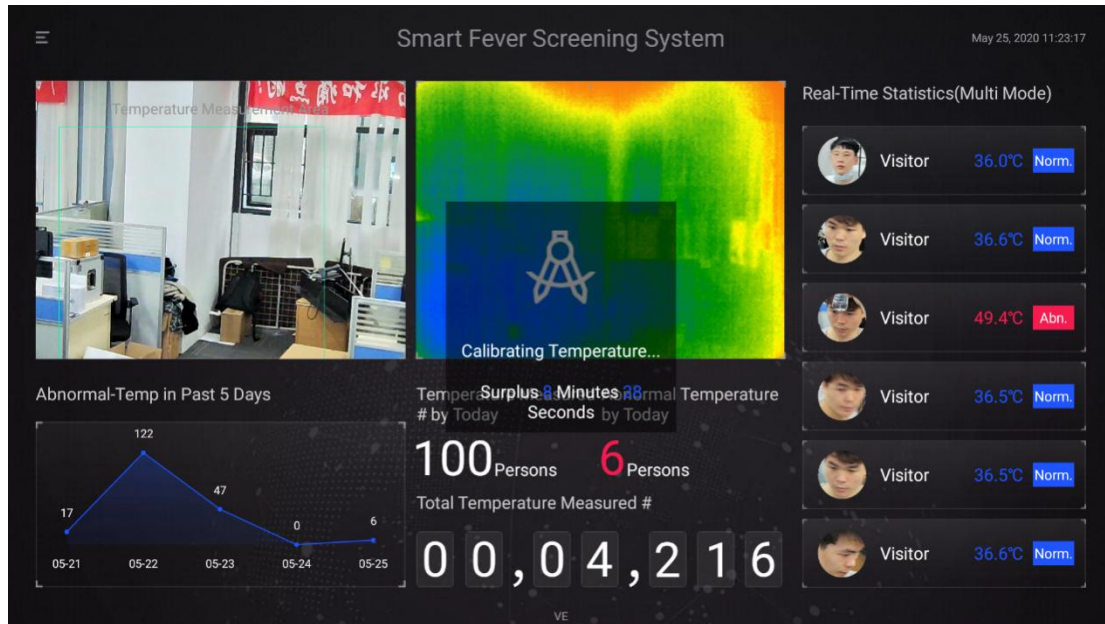 Smart Fever Screening System
May 25, 2020 11:23:17
Temperature Measurement Area
Real-Time Statistics(Multi Mode)
Visitor 36.0℃ Norm.
Visitor 36.6℃ Norm.
Visitor 49.4℃ Abn.
Visitor 36.5℃ Norm.
Visitor 36.5℃ Norm.
Visitor 36.6℃ Norm.
Calibrating Temperature...
Surplus 8 Minutes 28
Seconds
Abnormal-Temp in Past 5 Days
122
47
17
0
6
05-21 05-22 05-23 05-24 05-25
Temperature Measured
# by Today
Abnormal Temperature
by Today
100 Persons
6 Persons
Total Temperature Measured #
00,04,216
VE